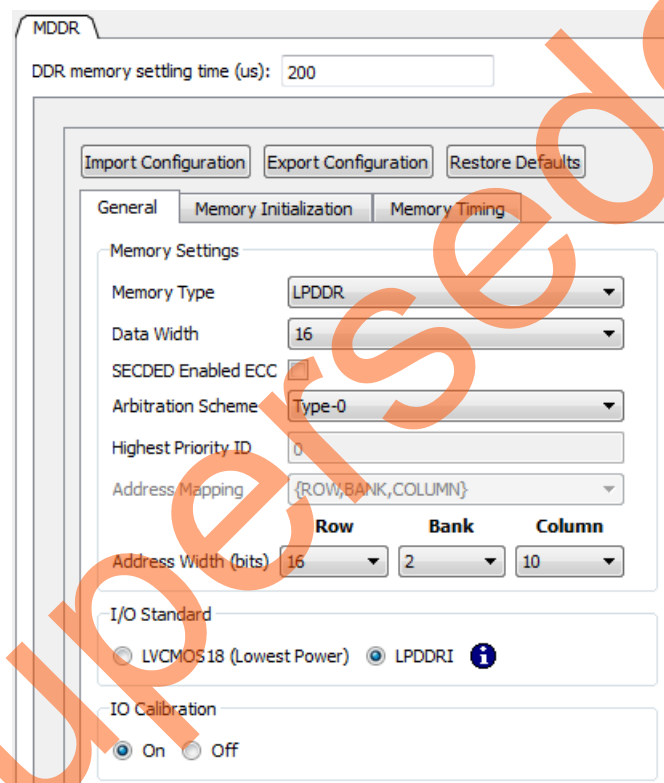 MDDR
DDR memory settling time (us): 200
Import Configuration Export Configuration Restore Defaults
General Memory Initialization Memory Timing
Memory Settings
Memory Type LPDDR
Data Width 16
SECDED Enabled ECC
Arbitration Scheme Type-0
Highest Priority ID 0
Address Mapping {ROW,BANK,COLUMN}
Row Bank Column
Address Width (bits) 16 2 10
I/O Standard
LVCMOS18 (Lowest Power) LPDDRI
IO Calibration
On Off
upersed